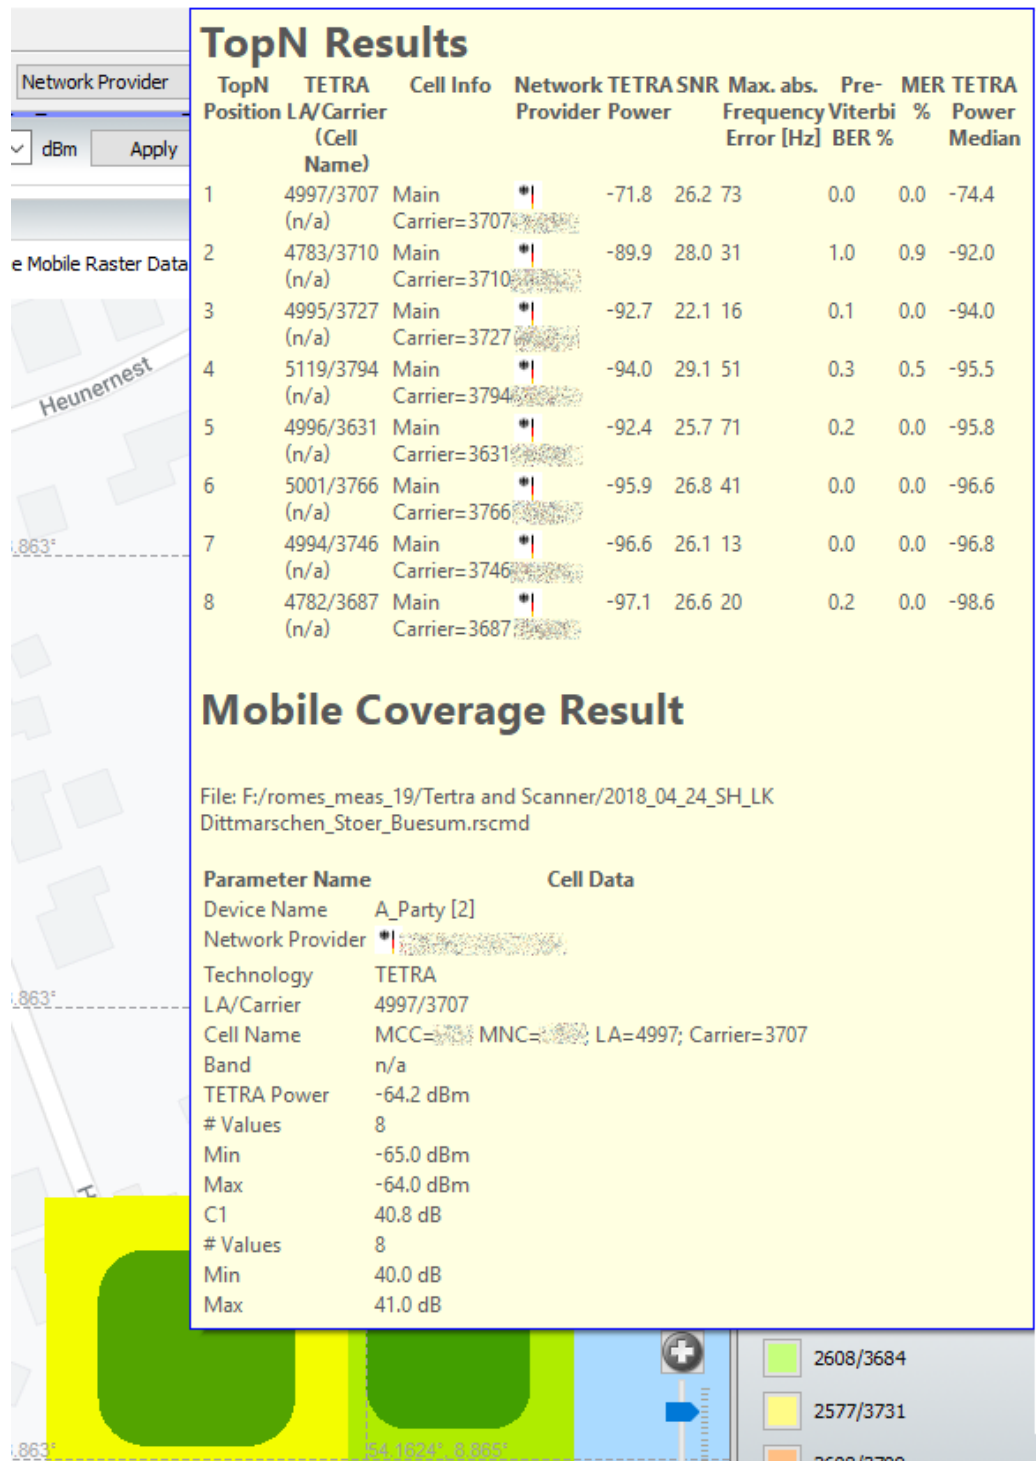 TopN Results
Network Provider
TopN TETRA Cell Info Network TETRA SNR Max. abs. Pre- MER TETRA
Position LA/Carrier Provider Power Frequency Viterbi % Power
(Cell Error [Hz] BER % Median
Name)
dBm Apply
1 4997/3707 Main -71.8 26.2 73 0.0 0.0 -74.4
(n/a) Carrier=3707
e Mobile Raster Data
2 4783/3710 Main -89.9 28.0 31 1.0 0.9 -92.0
(n/a) Carrier=3710
3 4995/3727 Main -92.7 22.1 16 0.1 0.0 -94.0
(n/a) Carrier=3727
4 5119/3794 Main -94.0 29.1 51 0.3 0.5 -95.5
(n/a) Carrier=3794
Heunernest
5 4996/3631 Main -92.4 25.7 71 0.2 0.0 -95.8
(n/a) Carrier=3631
6 5001/3766 Main -95.9 26.8 41 0.0 0.0 -96.6
(n/a) Carrier=3766
7 4994/3746 Main -96.6 26.1 13 0.0 0.0 -96.8
(n/a) Carrier=3746
.863°
8 4782/3687 Main -97.1 26.6 20 0.2 0.0 -98.6
(n/a) Carrier=3687
Mobile Coverage Result
File: F:/romes_meas_19/Tertra and Scanner/2018_04_24_SH_LK
Dittmarschen_Stoer_Buesum.rscmd
Parameter Name Cell Data
Device Name A_Party [2]
Network Provider
Technology TETRA
LA/Carrier 4997/3707
.863°
Cell Name MCC= MNC= ; LA=4997; Carrier=3707
Band n/a
TETRA Power -64.2 dBm
# Values 8
Min -65.0 dBm
Max -64.0 dBm
C1 40.8 dB
# Values 8
Min 40.0 dB
Max 41.0 dB
2608/3684
2577/3731
.863°
54.1624°, 8.865°